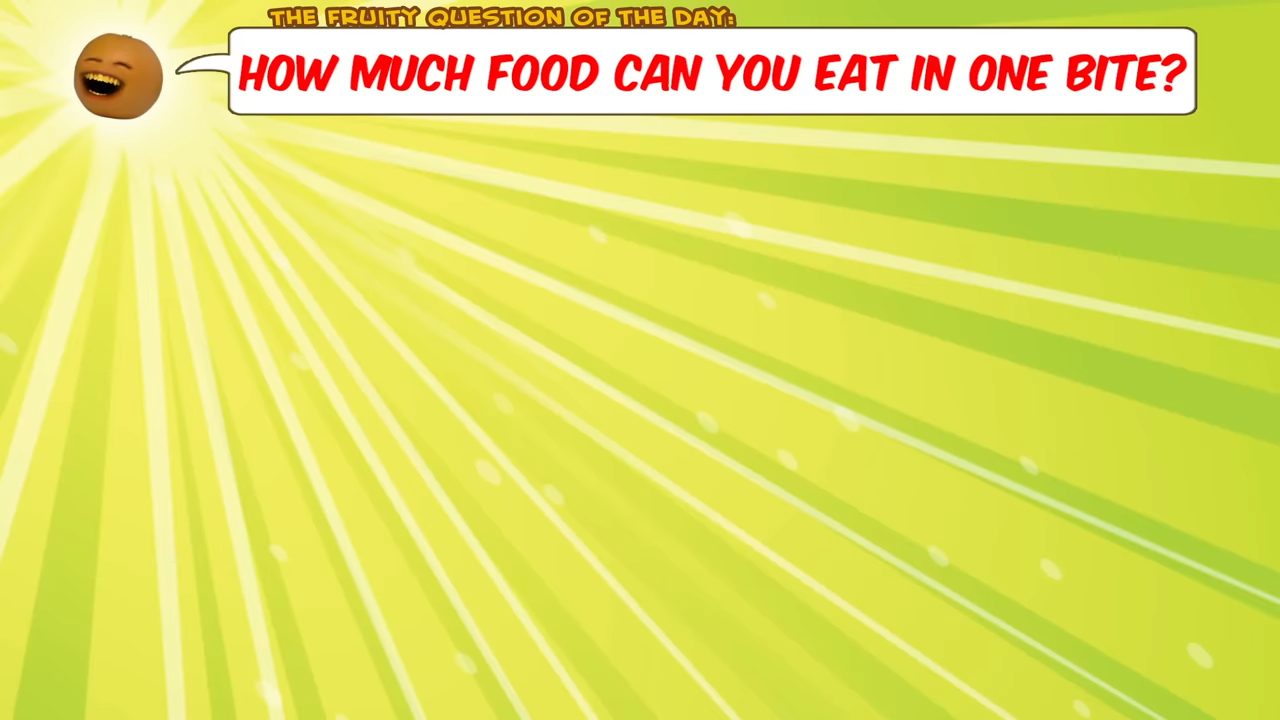 THE FRUITY QUESTION OF THE DAY:
HOW MUCH FOOD CAN YOU EAT IN ONE BITE?